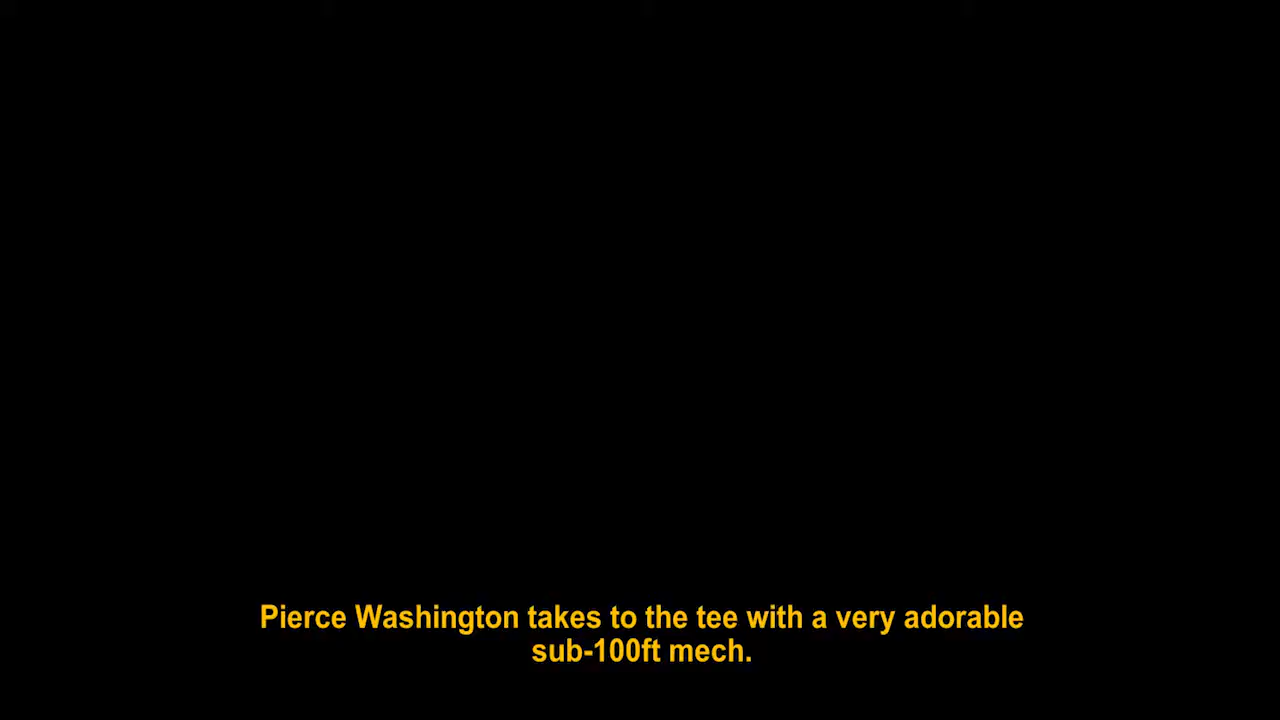 Pierce Washington takes to the tee with a very adorable
sub-100ft mech.